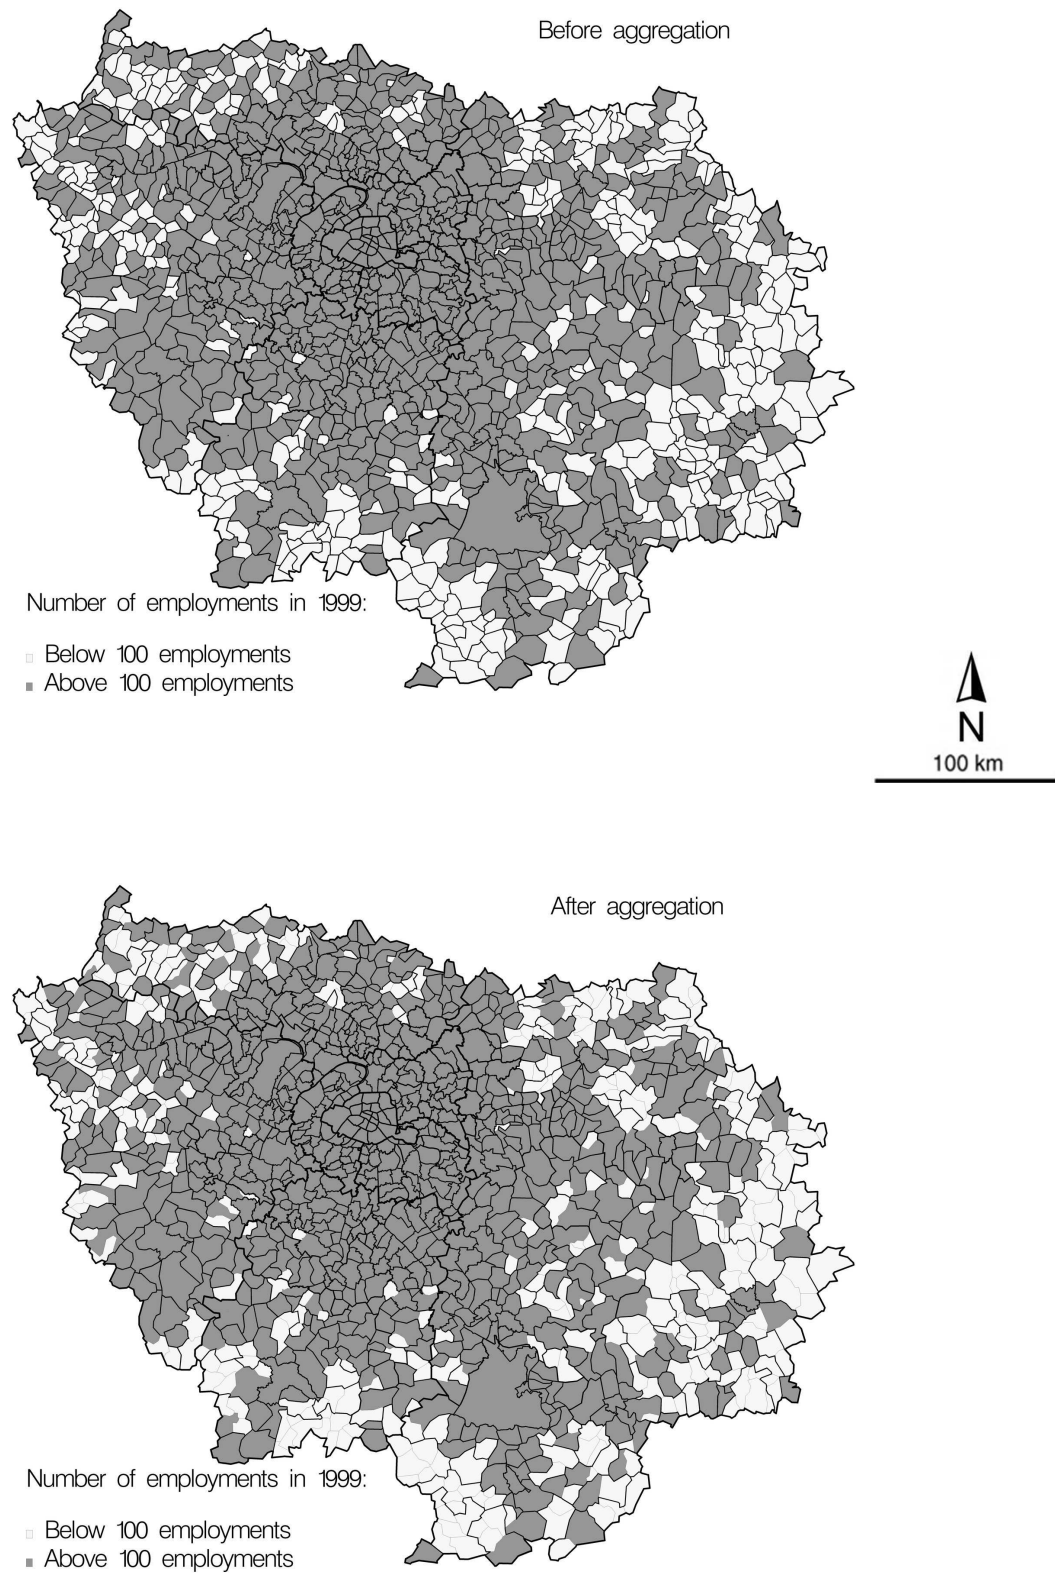 Before aggregation
Number of employments in 1999:
Below 100 employments
Above 100 employments
N
100 km
After aggregation
Number of employments in 1999:
Below 100 employments
Above 100 employments